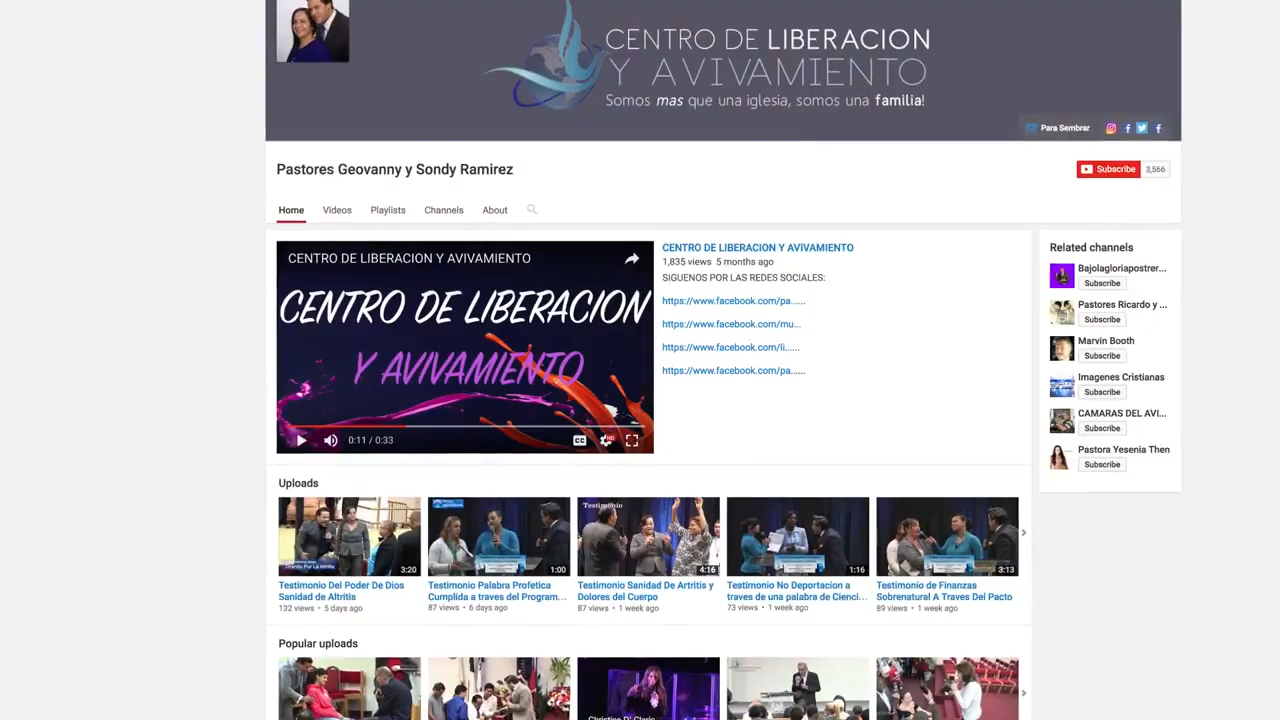 CENTRO DE LIBERACION
Y AVIVAMIENTO
Somos mas que una iglesia, somos una familia!
Para Sembrar
Pastores Geovanny y Sondy Ramirez
Subscribe 3,566
Home Videos Playlists Channels About
CENTRO DE LIBERACION Y AVIVAMIENTO
CENTRO DE LIBERACION
Y AVIVAMIENTO
0:11 / 0:33
CC
HD
CENTRO DE LIBERACION Y AVIVAMIENTO
1,835 views 5 months ago
SIGUENOS POR LAS REDES SOCIALES:
https://www.facebook.com/pa......
https://www.facebook.com/mu...
https://www.facebook.com/li......
https://www.facebook.com/pa......
Related channels
Bajolagloriapostrer...
Subscribe
Pastores Ricardo y ...
Subscribe
Marvin Booth
Subscribe
Imagenes Cristianas
Subscribe
CAMARAS DEL AVI...
Subscribe
Pastora Yesenia Then
Subscribe
Uploads
3:20
Testimonio Del Poder De Dios
Sanidad de Altritis
132 views • 5 days ago
1:00
Testimonio Palabra Profetica
Cumplida a traves del Program...
87 views • 6 days ago
Testimonio
4:16
Testimonio Sanidad De Artritis y
Dolores del Cuerpo
87 views • 1 week ago
1:16
Testimonio No Deportacion a
traves de una palabra de Cienci...
73 views • 1 week ago
3:13
Testimonio de Finanzas
Sobrenatural A Traves Del Pacto
89 views • 1 week ago
Popular uploads
Christine D' Clario